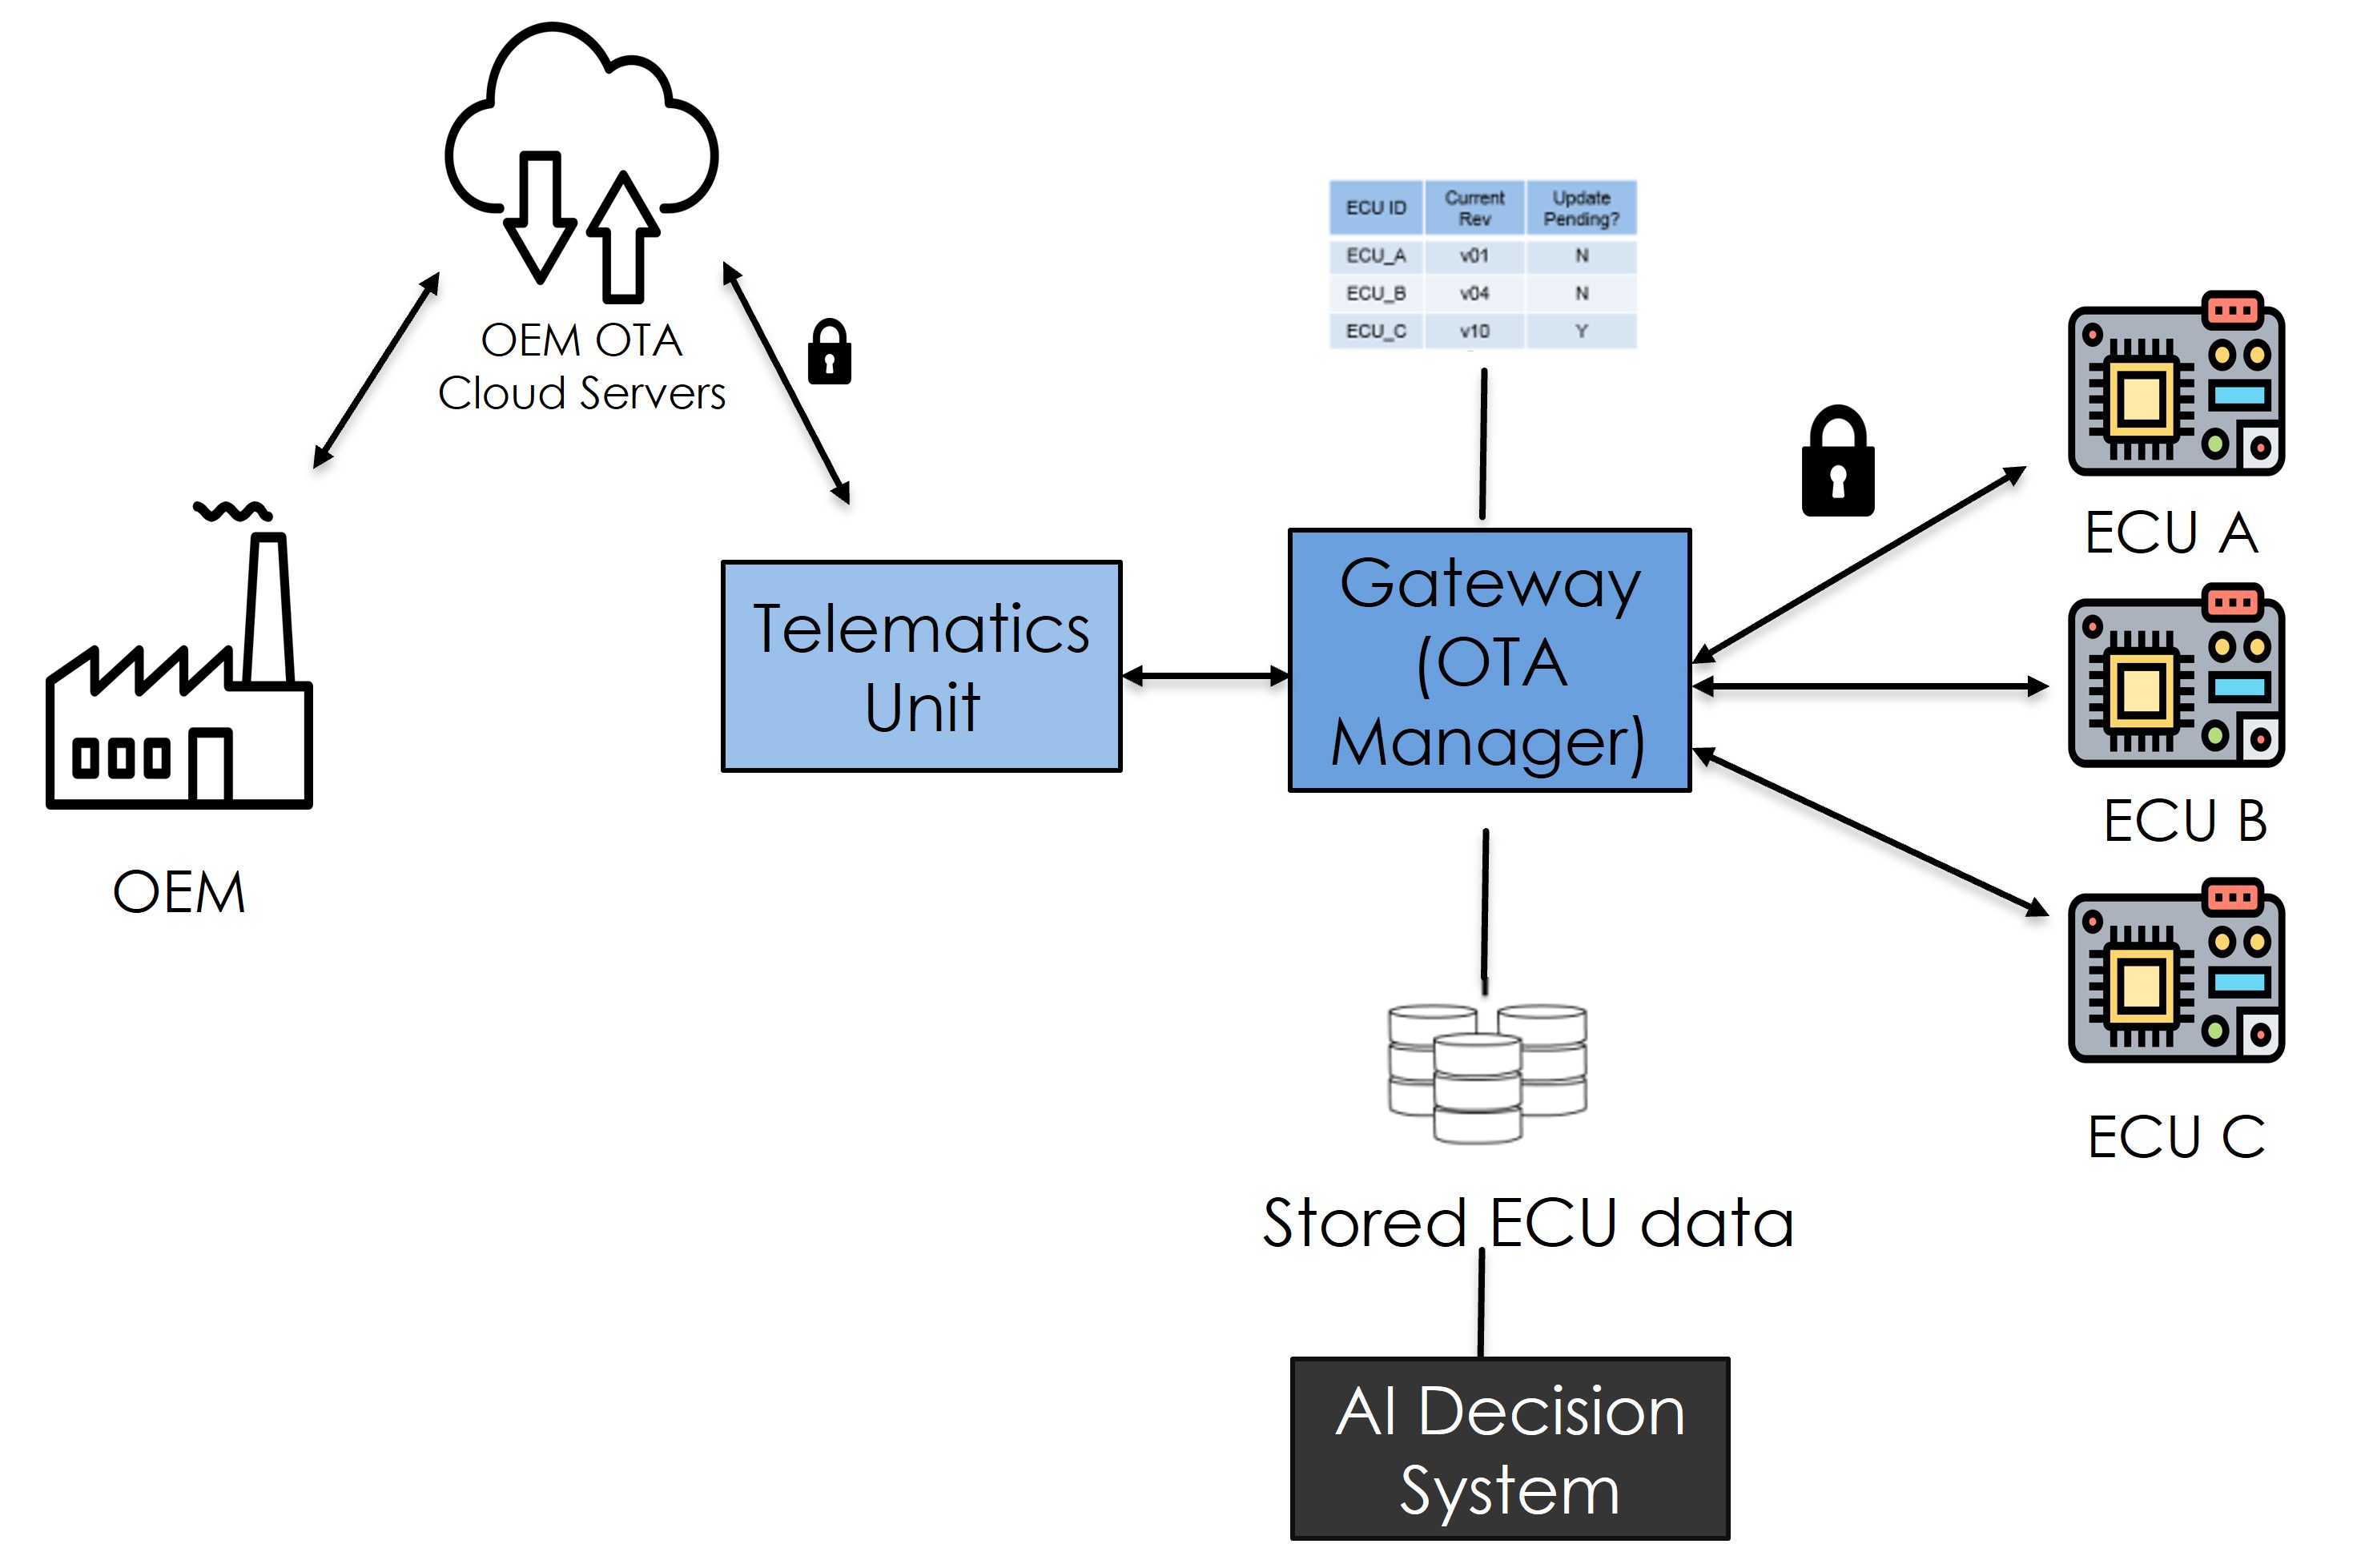 OEM OTA
Cloud Servers
OEM
Telematics
Unit
ECU ID Current Rev Update Pending?
ECU_A v01 N
ECU_B v04 N
ECU_C v10 Y
Gateway
(OTA
Manager)
ECU A
ECU B
ECU C
Stored ECU data
AI Decision
System